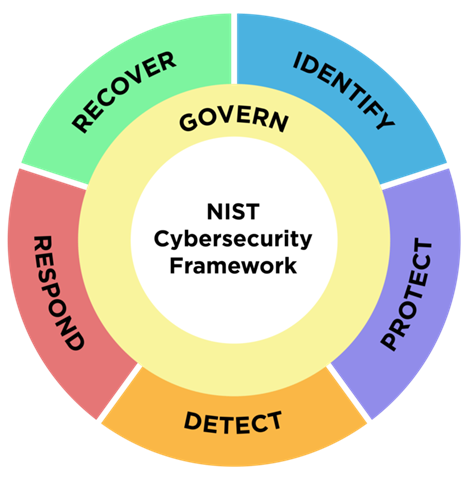 RECOVER
IDENTIFY
GOVERN
NIST
Cybersecurity
Framework
RESPOND
PROTECT
DETECT